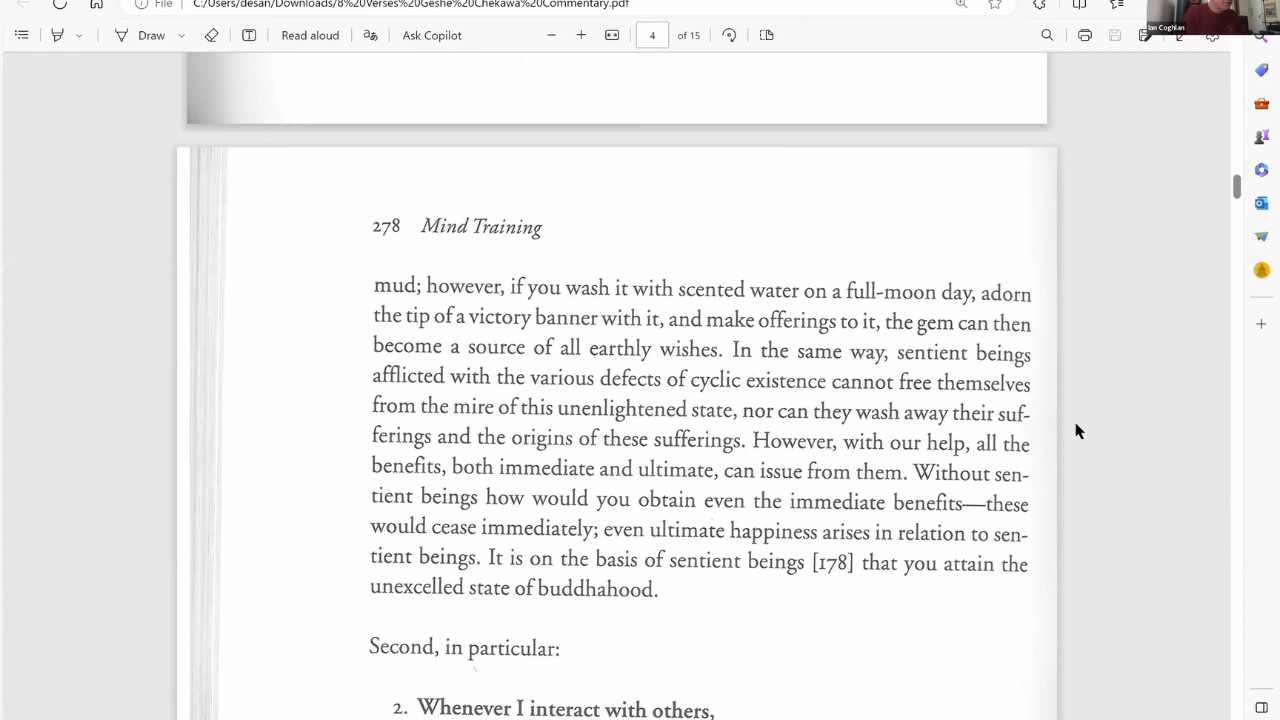 File
C:/Users/desan/Downloads/8%20Verses%20Geshe%20Chekawa%20Commentary.pdf
Draw
Read aloud
Ask Copilot
4 of 15
Ian Coghlan
278 Mind Training
mud; however, if you wash it with scented water on a full-moon day, adorn
the tip of a victory banner with it, and make offerings to it, the gem can then
become a source of all earthly wishes. In the same way, sentient beings
afflicted with the various defects of cyclic existence cannot free themselves
from the mire of this unenlightened state, nor can they wash away their suf-
ferings and the origins of these sufferings. However, with our help, all the
benefits, both immediate and ultimate, can issue from them. Without sen-
tient beings how would you obtain even the immediate benefits—these
would cease immediately; even ultimate happiness arises in relation to sen-
tient beings. It is on the basis of sentient beings [178] that you attain the
unexcelled state of buddhahood.
Second, in particular:
2. Whenever I interact with others,